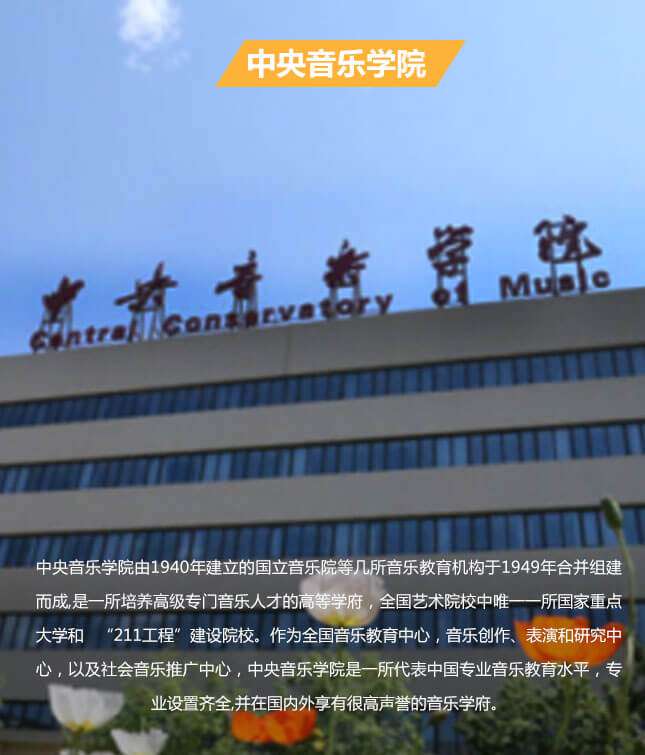 中央音乐学院
中央音乐学院
Central Conservatory of Music
中央音乐学院由1940年建立的国立音乐院等几所音乐教育机构于1949年合并组建
而成,是一所培养高级专门音乐人才的高等学府，全国艺术院校中唯一一所国家重点
大学和 “211工程”建设院校。作为全国音乐教育中心，音乐创作、表演和研究中
心，以及社会音乐推广中心，中央音乐学院是一所代表中国专业音乐教育水平，专
业设置齐全,并在国内外享有很高声誉的音乐学府。